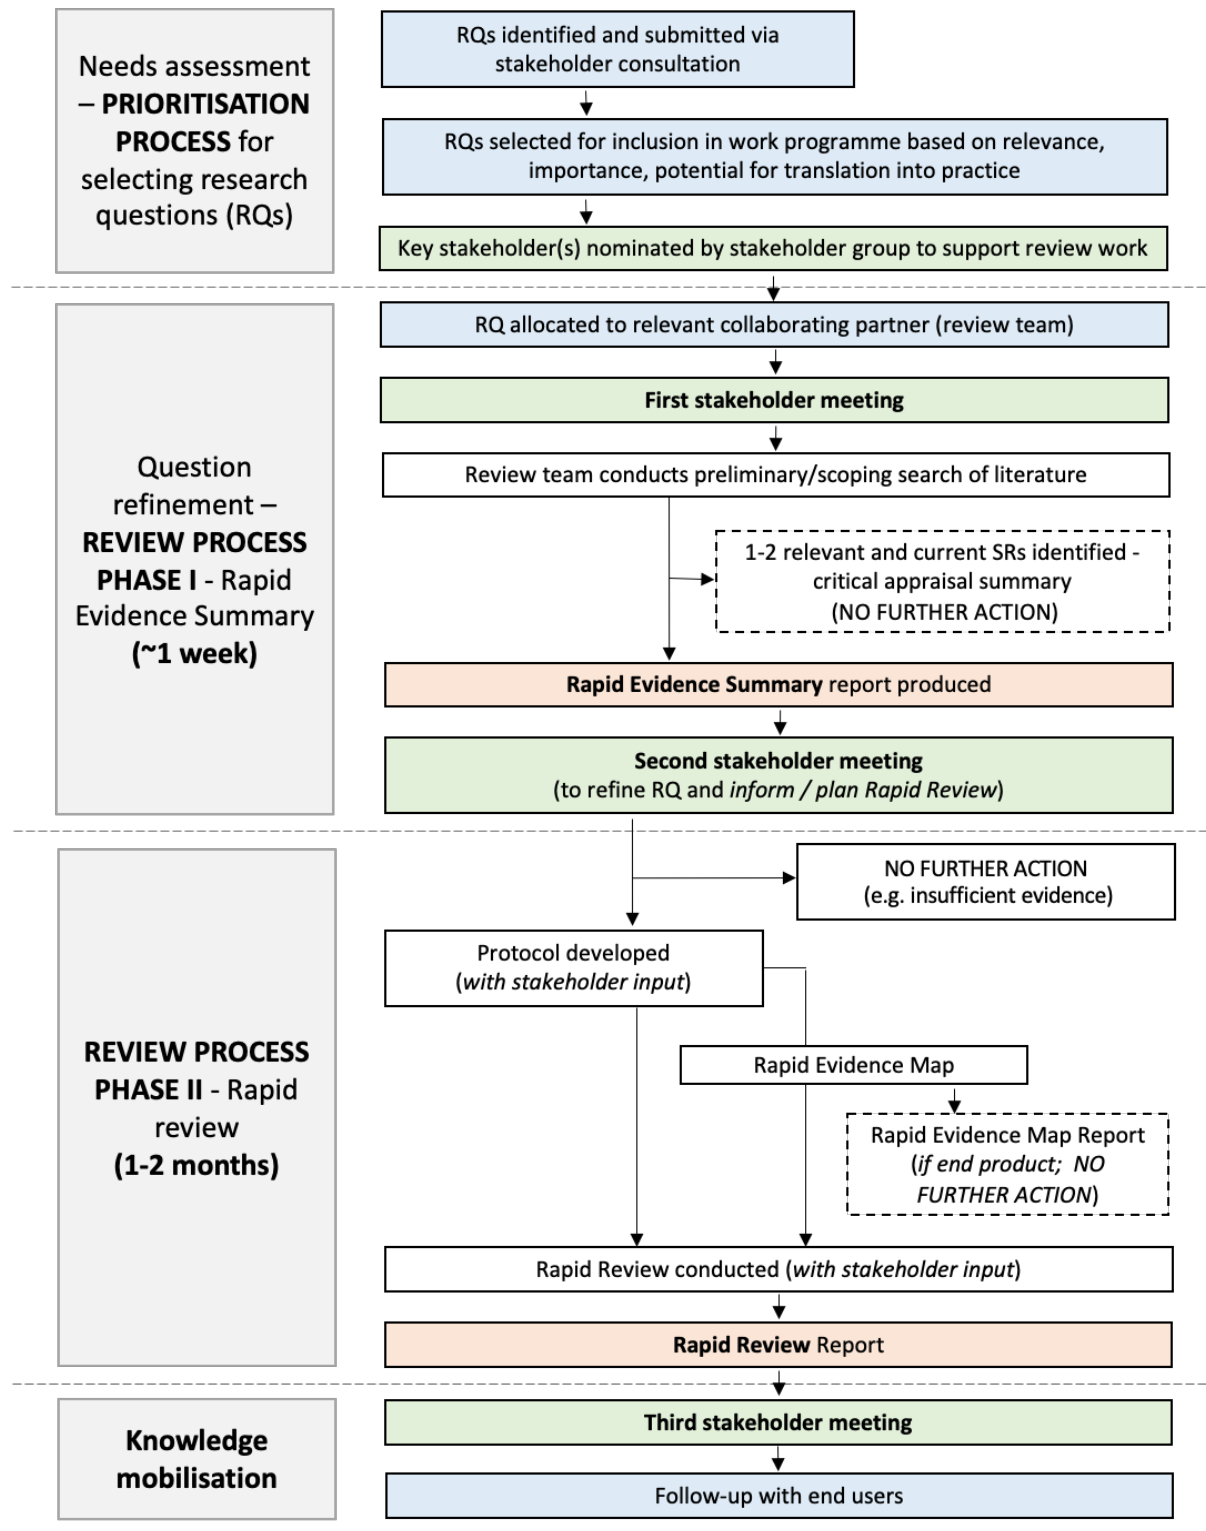 Needs assessment
– PRIORITISATION
PROCESS for
selecting research
questions (RQs)
RQs identified and submitted via
stakeholder consultation
RQs selected for inclusion in work programme based on relevance,
importance, potential for translation into practice
Key stakeholder(s) nominated by stakeholder group to support review work
Question
refinement –
REVIEW PROCESS
PHASE I - Rapid
Evidence Summary
(~1 week)
RQ allocated to relevant collaborating partner (review team)
First stakeholder meeting
Review team conducts preliminary/scoping search of literature
1-2 relevant and current SRs identified -
critical appraisal summary
(NO FURTHER ACTION)
Rapid Evidence Summary report produced
Second stakeholder meeting
(to refine RQ and inform / plan Rapid Review)
REVIEW PROCESS
PHASE II - Rapid
review
(1-2 months)
NO FURTHER ACTION
(e.g. insufficient evidence)
Protocol developed
(with stakeholder input)
Rapid Evidence Map
Rapid Evidence Map Report
(if end product; NO
FURTHER ACTION)
Rapid Review conducted (with stakeholder input)
Rapid Review Report
Knowledge
mobilisation
Third stakeholder meeting
Follow-up with end users